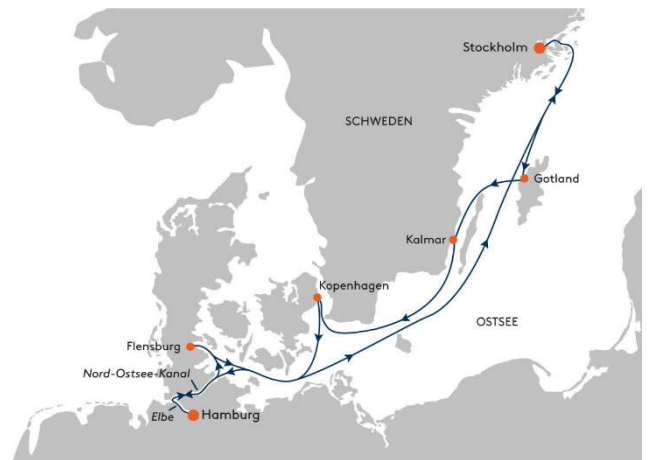 Stockholm
SCHWEDEN
Gotland
Kalmar
Kopenhagen
OSTSEE
Flensburg
Nord-Ostsee-Kanal
Elbe
Hamburg